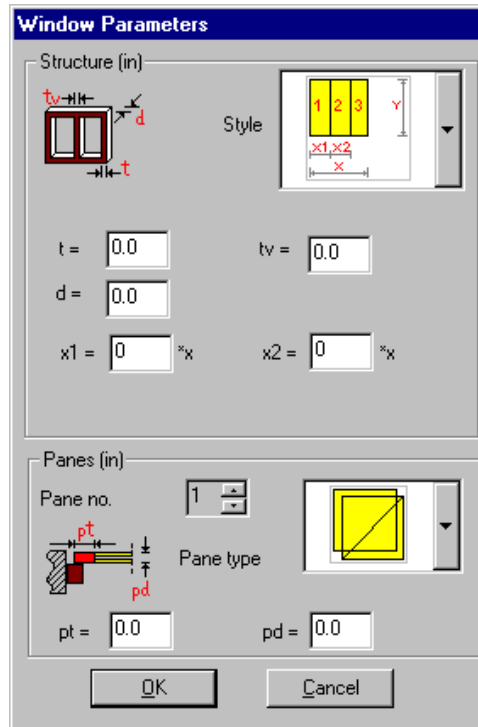 Window Parameters
Structure (in)
tv
d
t
Style
1 2 3 Y
x1 x2
x
t = 0.0 tv = 0.0
d = 0.0
x1 = 0 *x x2 = 0 *x
Panes (in)
Pane no. 1
pt
pd
Pane type
pt = 0.0 pd = 0.0
OK Cancel